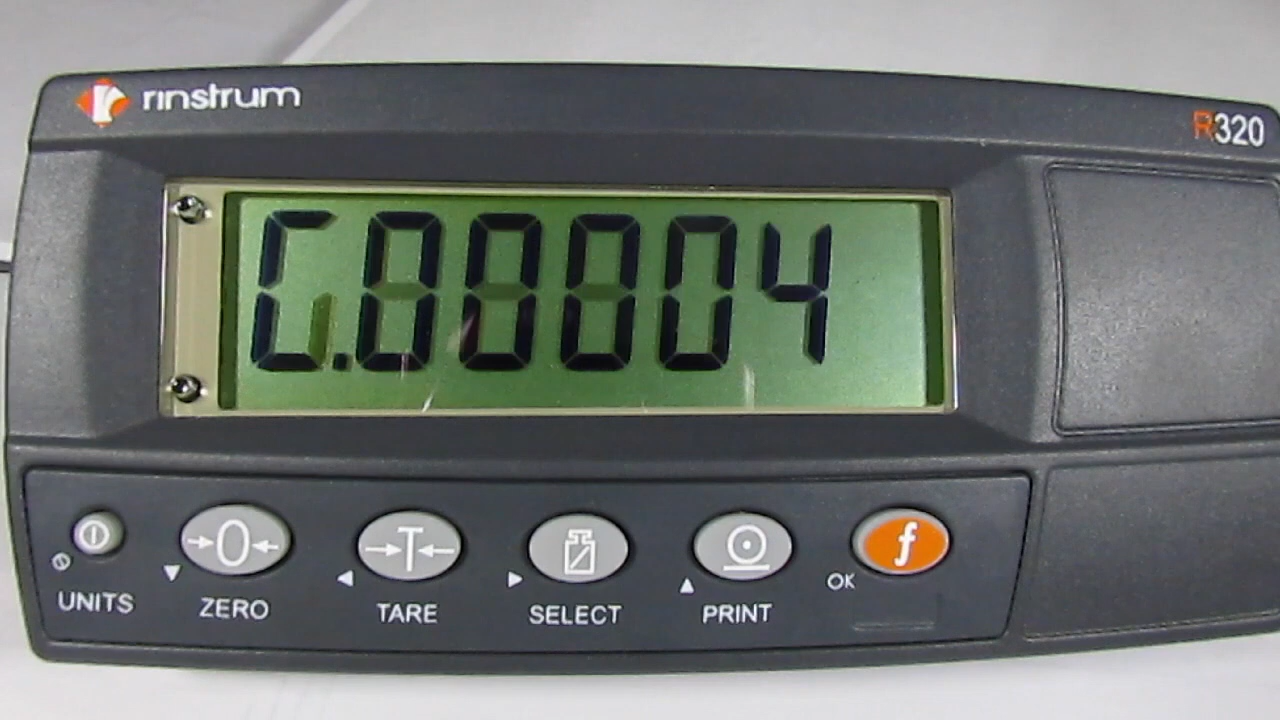 rinstrum
R320
C.00004
UNITS
ZERO
TARE
SELECT
PRINT
OK
f